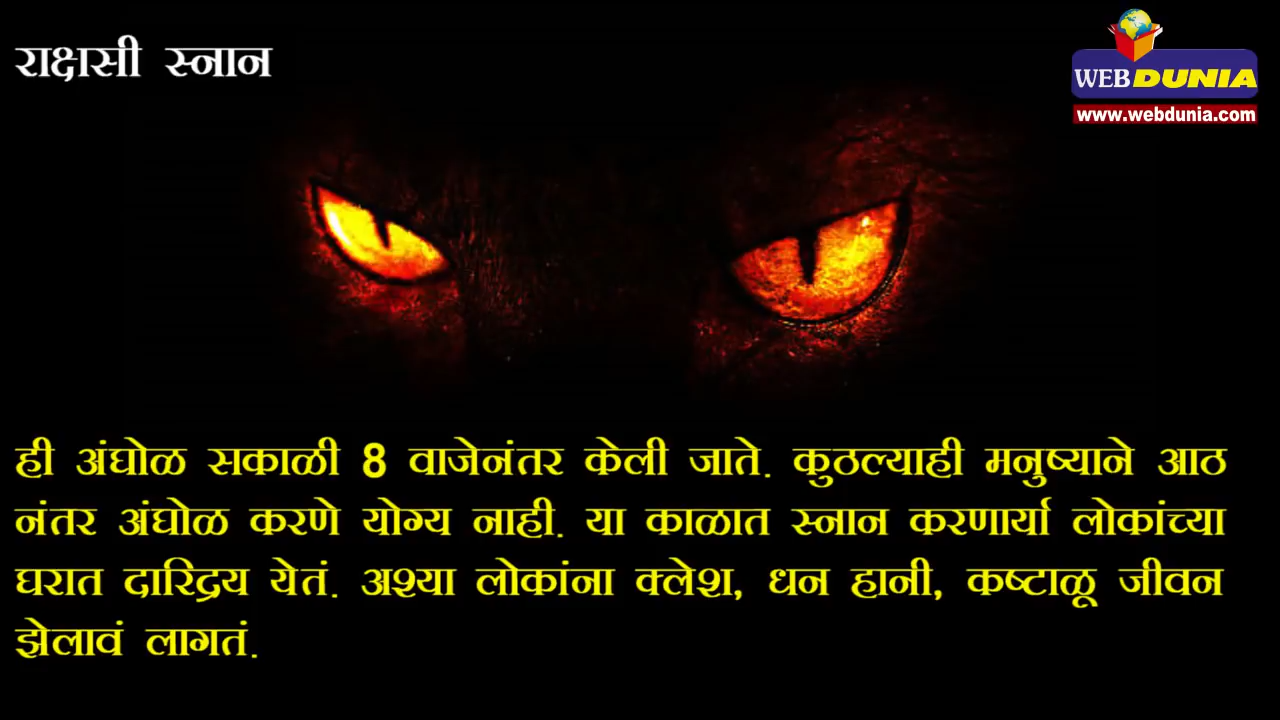 राक्षसी स्नान
WEBDUNIA
www.webdunia.com
ही अंघोळ सकाळी 8 वाजेनंतर केली जाते. कुठल्याही मनुष्याने आठ
नंतर अंघोळ करणे योग्य नाही. या काळात स्नान करणार्या लोकांच्या
घरात दारिद्रय येतं. अश्या लोकांना क्लेश, धन हानी, कष्टाळू जीवन
झेलावं लागतं.